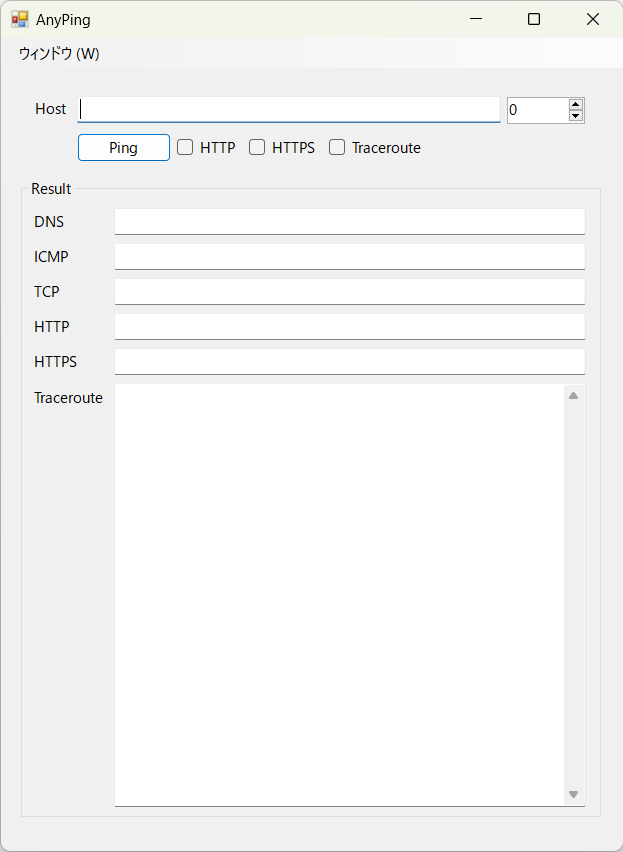 AnyPing
ウィンドウ (W)
Host 0
Ping HTTP HTTPS Traceroute
Result
DNS
ICMP
TCP
HTTP
HTTPS
Traceroute